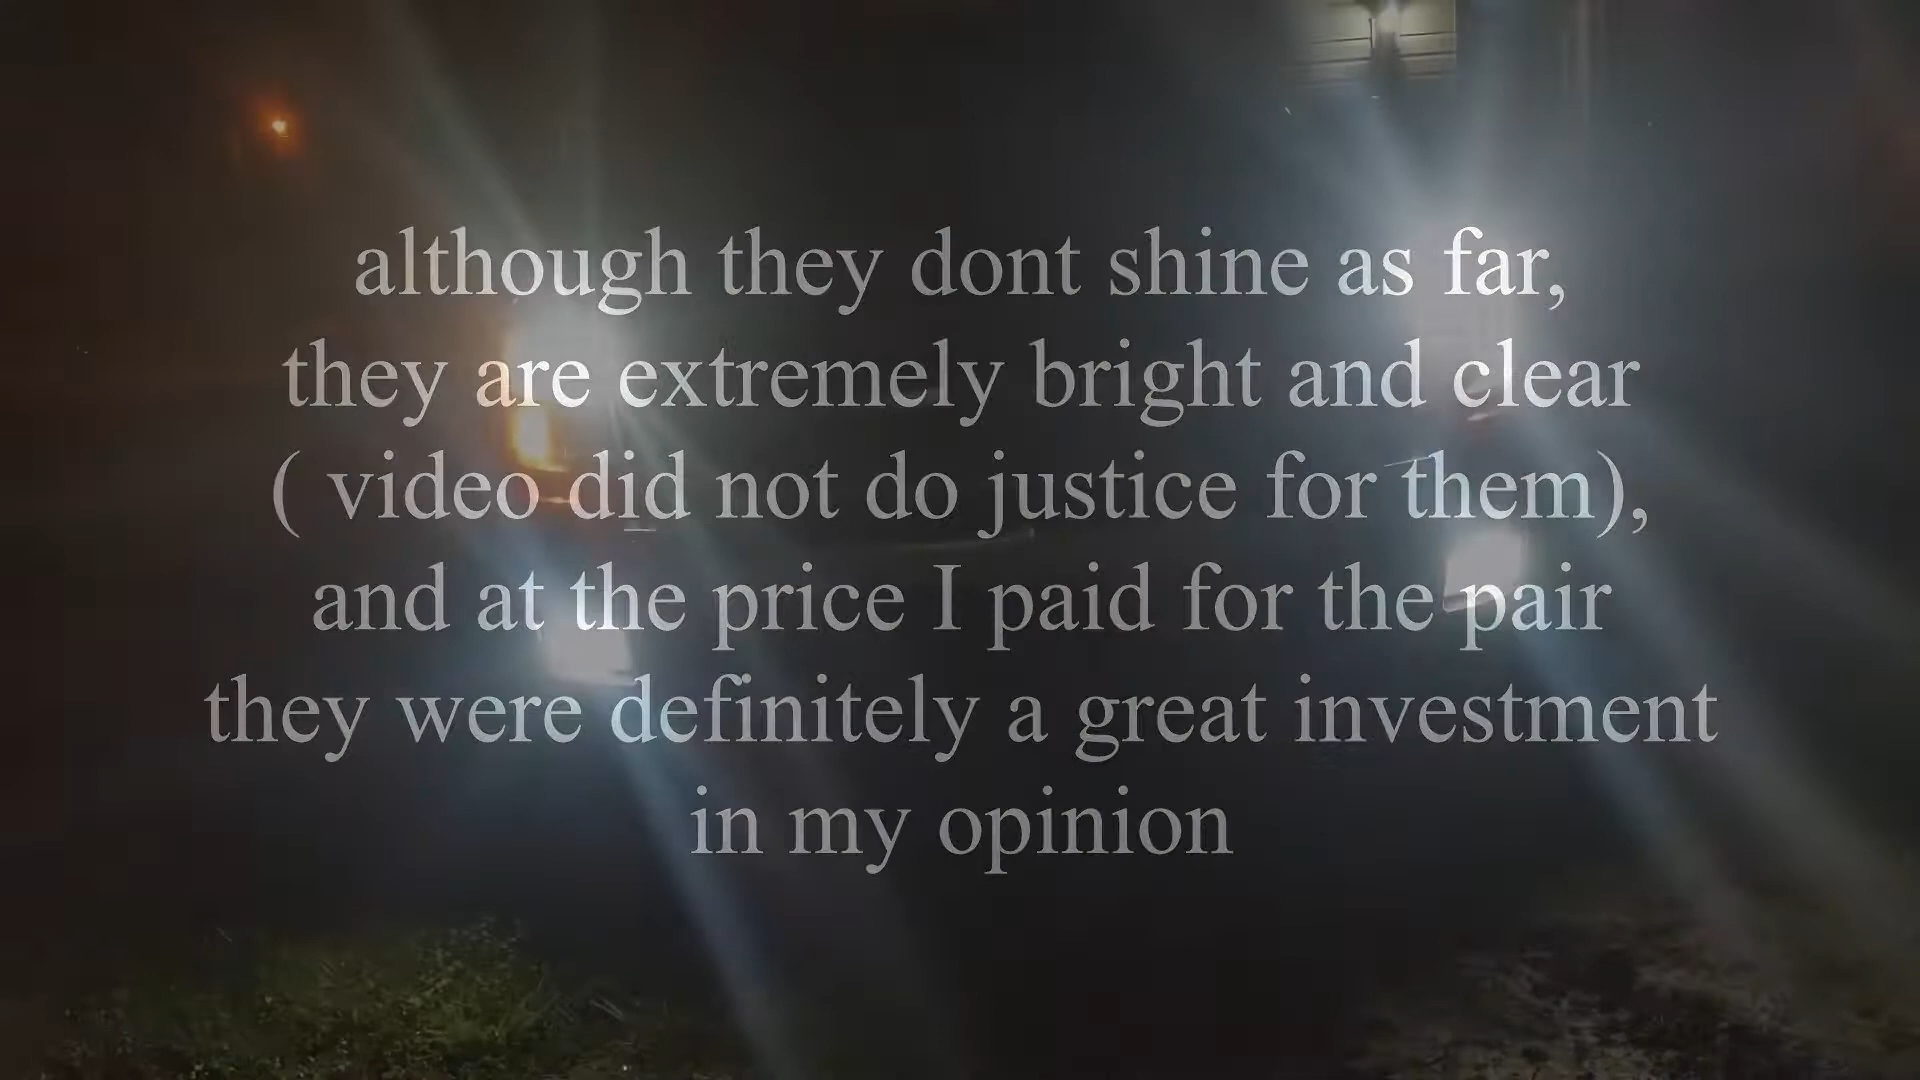 although they dont shine as far,
they are extremely bright and clear
( video did not do justice for them),
and at the price I paid for the pair
they were definitely a great investment
in my opinion